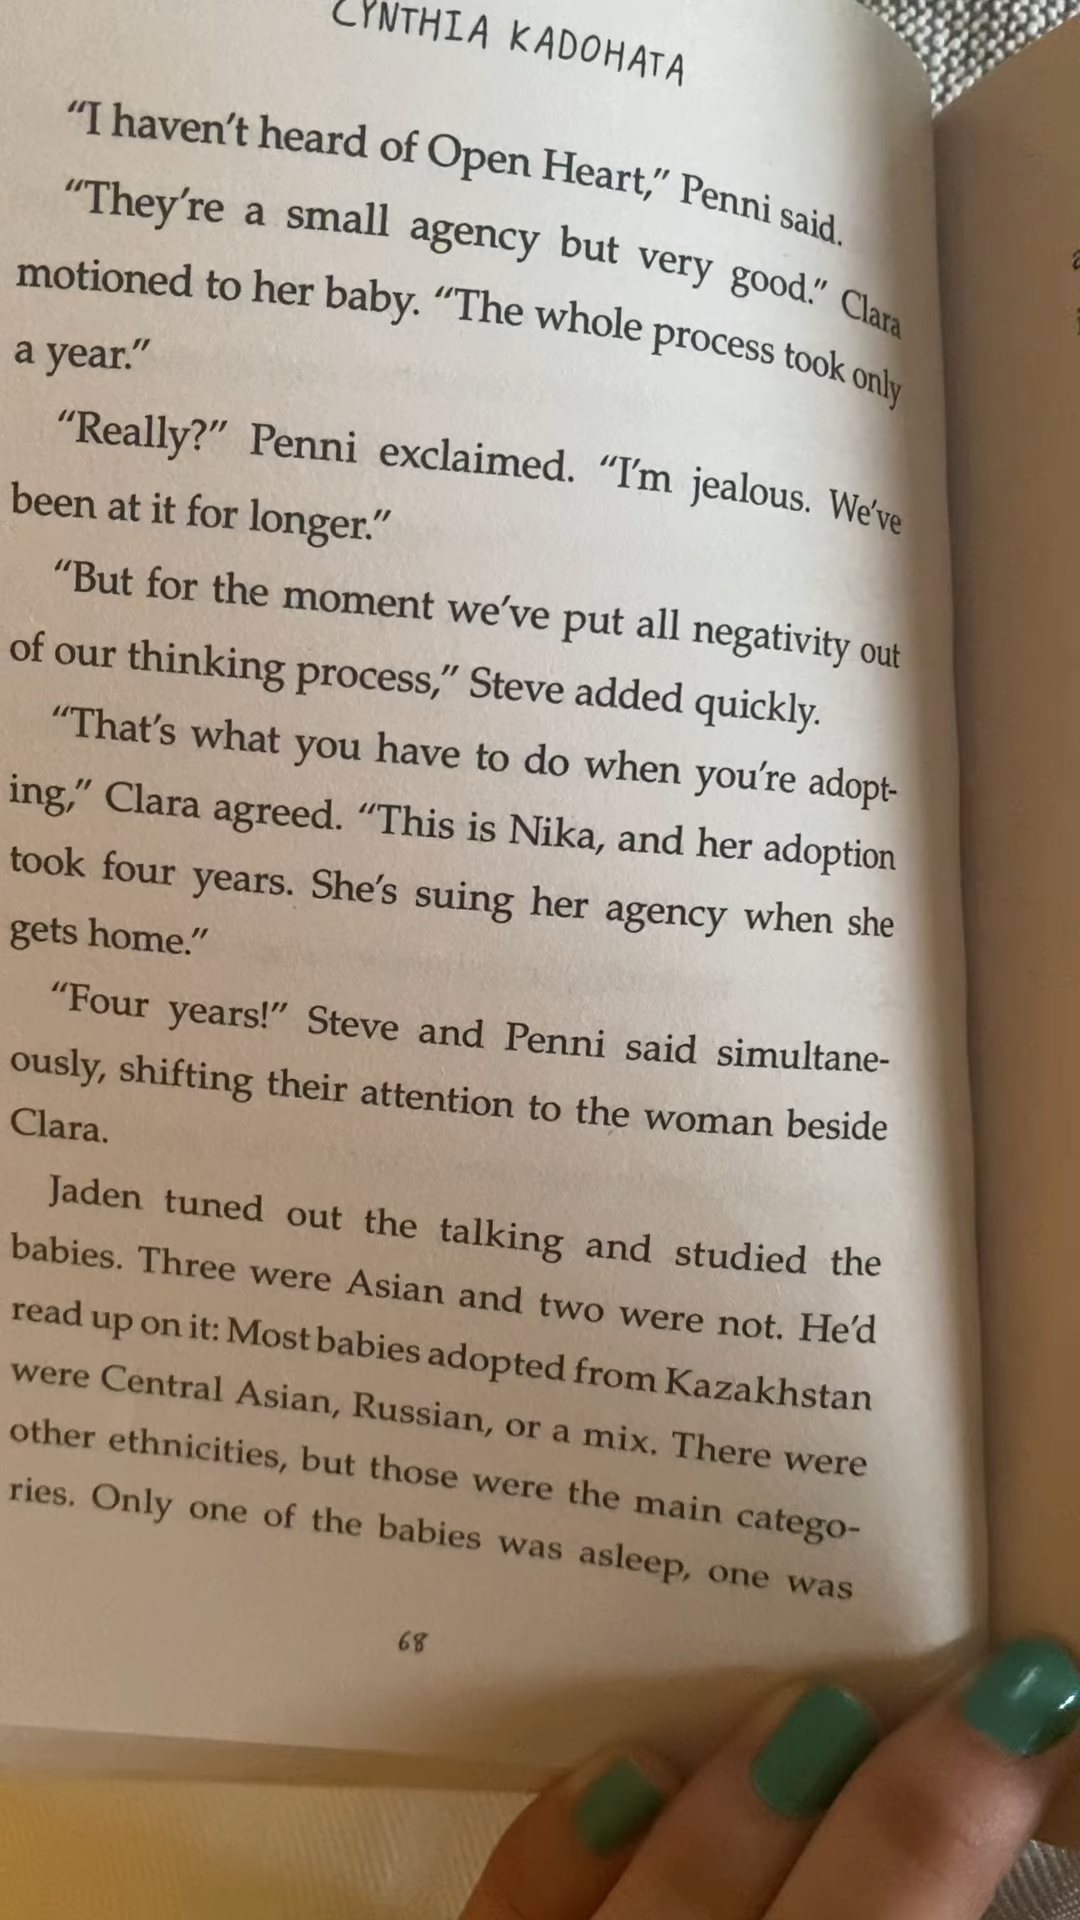 CYNTHIA KADOHATA
“I haven’t heard of Open Heart,” Penni said.
“They’re a small agency but very good.” Clara
motioned to her baby. “The whole process took only
a year.”
“Really?” Penni exclaimed. “I’m jealous. We’ve
been at it for longer.”
“But for the moment we’ve put all negativity out
of our thinking process,” Steve added quickly.
“That’s what you have to do when you’re adopt-
ing,” Clara agreed. “This is Nika, and her adoption
took four years. She’s suing her agency when she
gets home.”
“Four years!” Steve and Penni said simultane-
ously, shifting their attention to the woman beside
Clara.
Jaden tuned out the talking and studied the
babies. Three were Asian and two were not. He’d
read up on it: Most babies adopted from Kazakhstan
were Central Asian, Russian, or a mix. There were
other ethnicities, but those were the main catego-
ries. Only one of the babies was asleep, one was
68